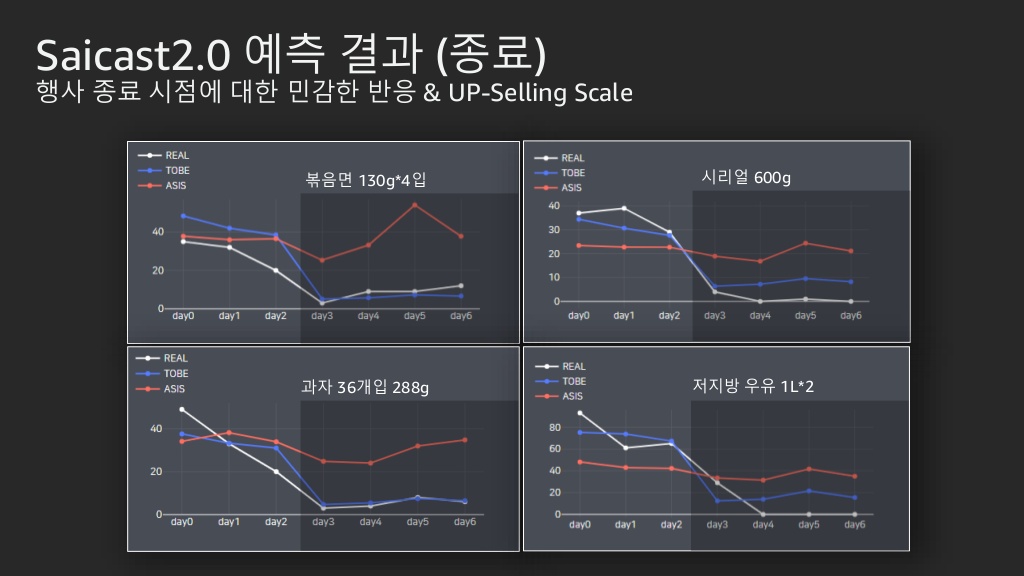 Saicast2.0 예측 결과 (종료)
행사 종료 시점에 대한 민감한 반응 & UP-Selling Scale
REAL
TOBE
ASIS
볶음면 130g*4입
40
20
0
day0 day1 day2 day3 day4 day5 day6
REAL
TOBE
ASIS
시리얼 600g
40
30
20
10
0
day0 day1 day2 day3 day4 day5 day6
REAL
TOBE
ASIS
과자 36개입 288g
40
20
0
day0 day1 day2 day3 day4 day5 day6
REAL
TOBE
ASIS
저지방 우유 1L*2
80
60
40
20
0
day0 day1 day2 day3 day4 day5 day6